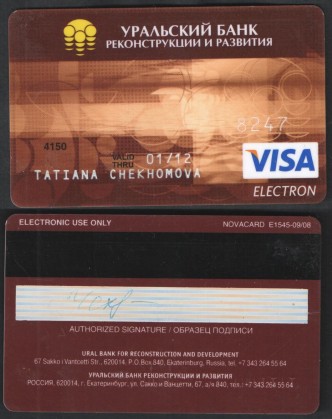 УРАЛЬСКИЙ БАНК
РЕКОНСТРУКЦИИ И РАЗВИТИЯ
8247
4150
VALID THRU 01/12
VISA
TATIANA CHEKHOMOVA
ELECTRON
ELECTRONIC USE ONLY NOVACARD E1545-09/08
AUTHORIZED SIGNATURE / ОБРАЗЕЦ ПОДПИСИ
URAL BANK FOR RECONSTRUCTION AND DEVELOPMENT
67 Sakko i Vantcetti Str., 620014. P.O Box.840, Ekaterinburg, Russia, tel. +7 343 264 55 64
УРАЛЬСКИЙ БАНК РЕКОНСТРУКЦИИ И РАЗВИТИЯ
РОССИЯ, 620014, г. Екатеринбург, ул. Сакко и Ванцетти, 67, а/я 840, тел.: +7 343 264 55 64